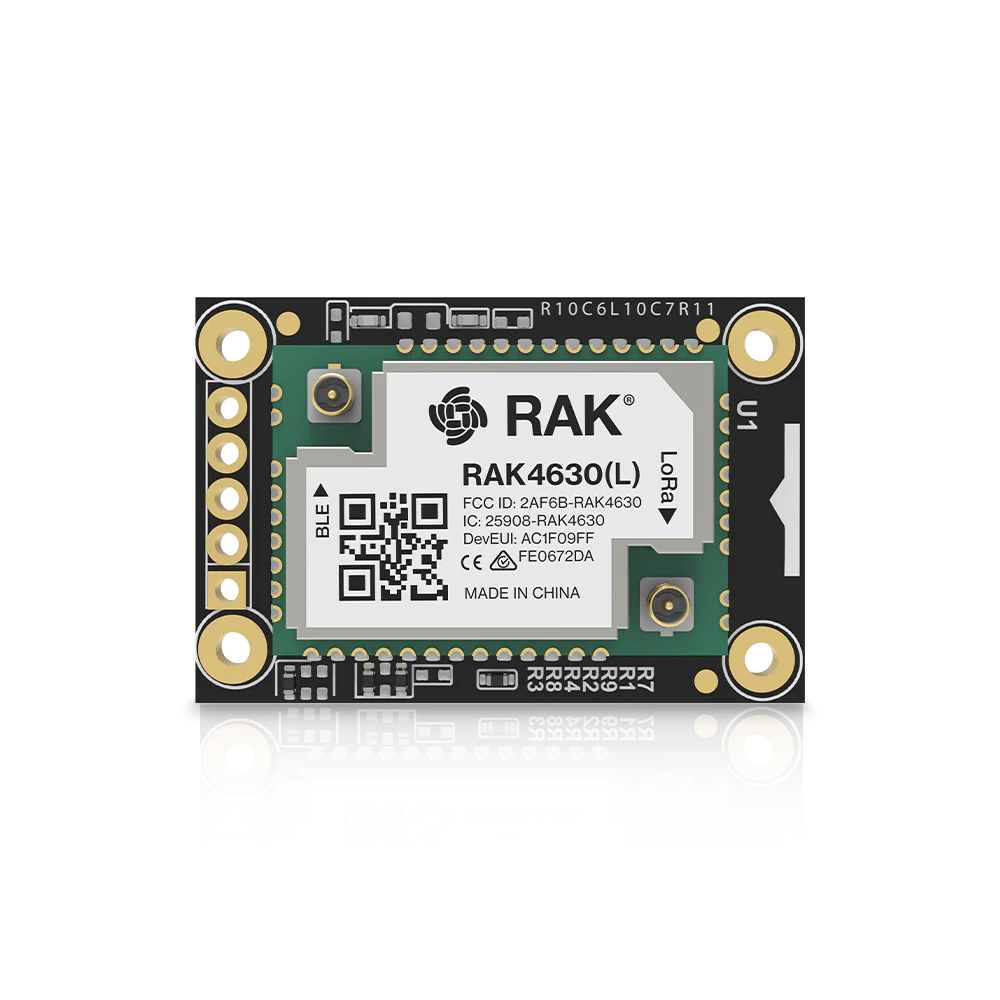 R10C6L10C7R11
U1
RAK®
RAK4630(L)
LoRa
BLE
FCC ID: 2AF6B-RAK4630
IC: 25908-RAK4630
DevEUI: AC1F09FF
FE0672DA
CE
MADE IN CHINA
R3
R8
R4
R2
R9
R1
R7